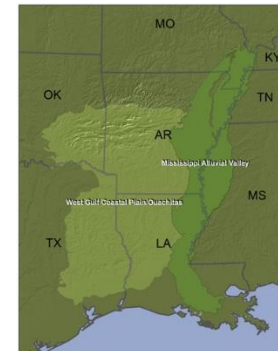 MO
KY
OK
TN
AR
Mississippi Alluvial Valley
West Gulf Coastal Plain Ouachitas
MS
TX
LA